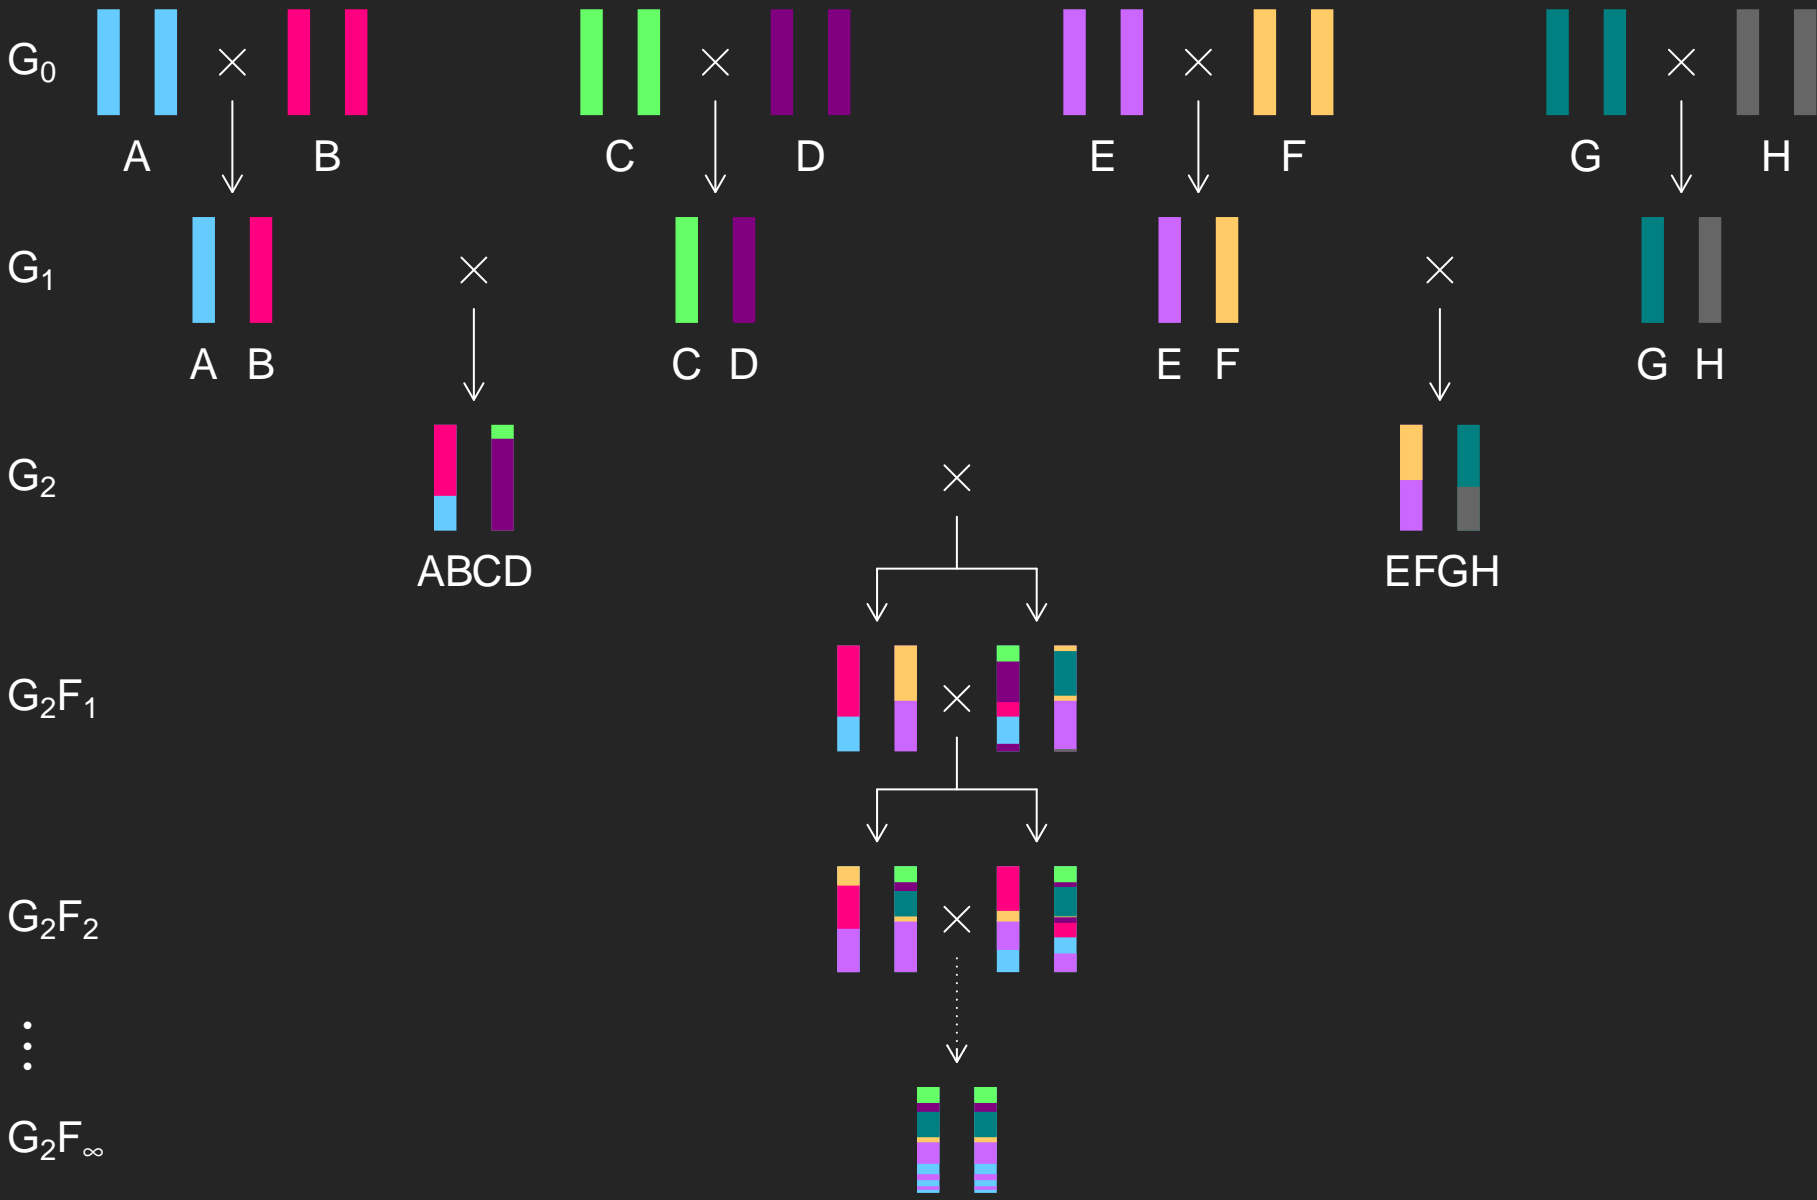 G₀
A B C D E F G H
G₁
A B C D E F G H
G₂
ABCD EFGH
G₂F₁
G₂F₂
⋮
G₂F∞